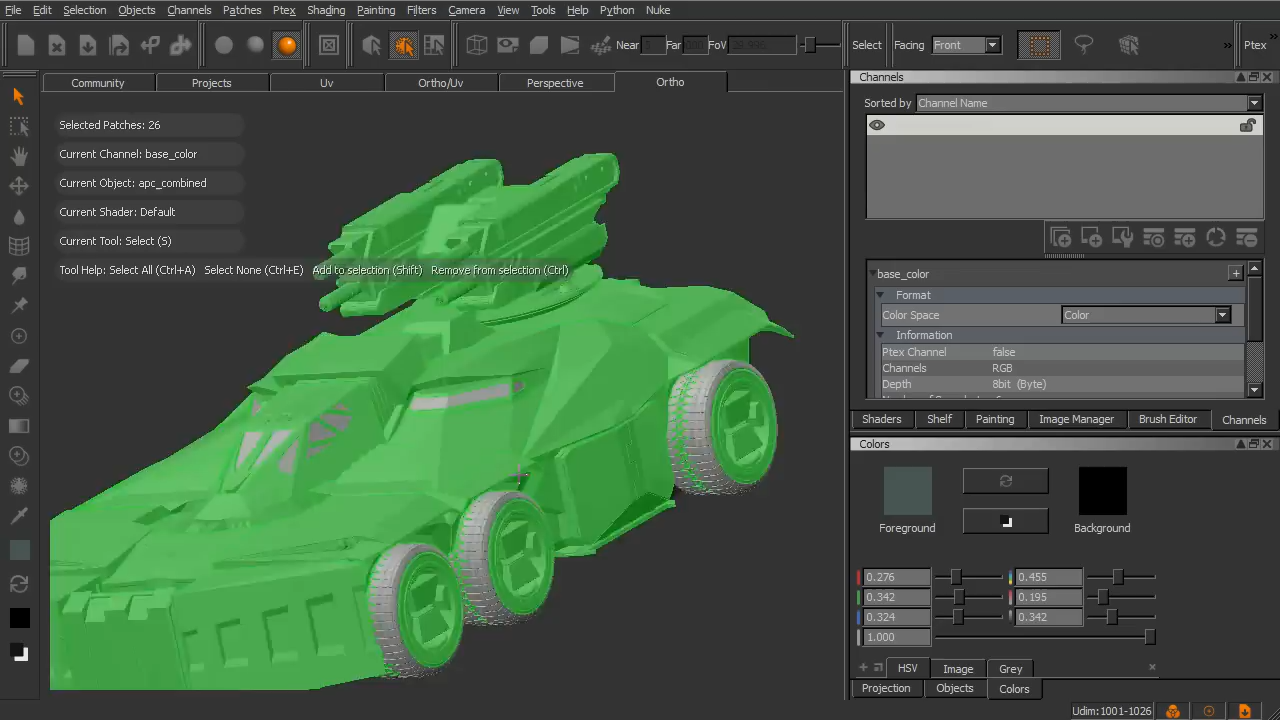 File Edit Selection Objects Channels Patches Ptex Shading Painting Filters Camera View Tools Help Python Nuke
Near Far FoV Select Facing Front » Ptex »
Community Projects Uv Ortho/Uv Perspective Ortho
Selected Patches: 26
Current Channel: base_color
Current Object: apc_combined
Current Shader: Default
Current Tool: Select (S)
Tool Help: Select All (Ctrl+A) Select None (Ctrl+E) Add to selection (Shift) Remove from selection (Ctrl)
Channels
Sorted by Channel Name
base_color
Format
Color Space Color
Information
Ptex Channel false
Channels RGB
Depth 8bit (Byte)
Shaders Shelf Painting Image Manager Brush Editor Channels
Colors
Foreground Background
0.276 0.455
0.342 0.195
0.324 0.342
1.000
HSV Image Grey
Projection Objects Colors
Udim:1001-1026